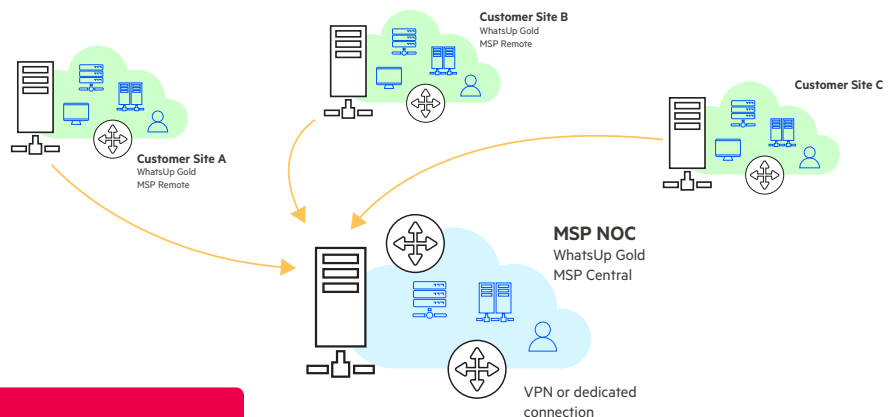 Customer Site B
WhatsUp Gold
MSP Remote
Customer Site C
Customer Site A
WhatsUp Gold
MSP Remote
MSP NOC
WhatsUp Gold
MSP Central
VPN or dedicated
connection